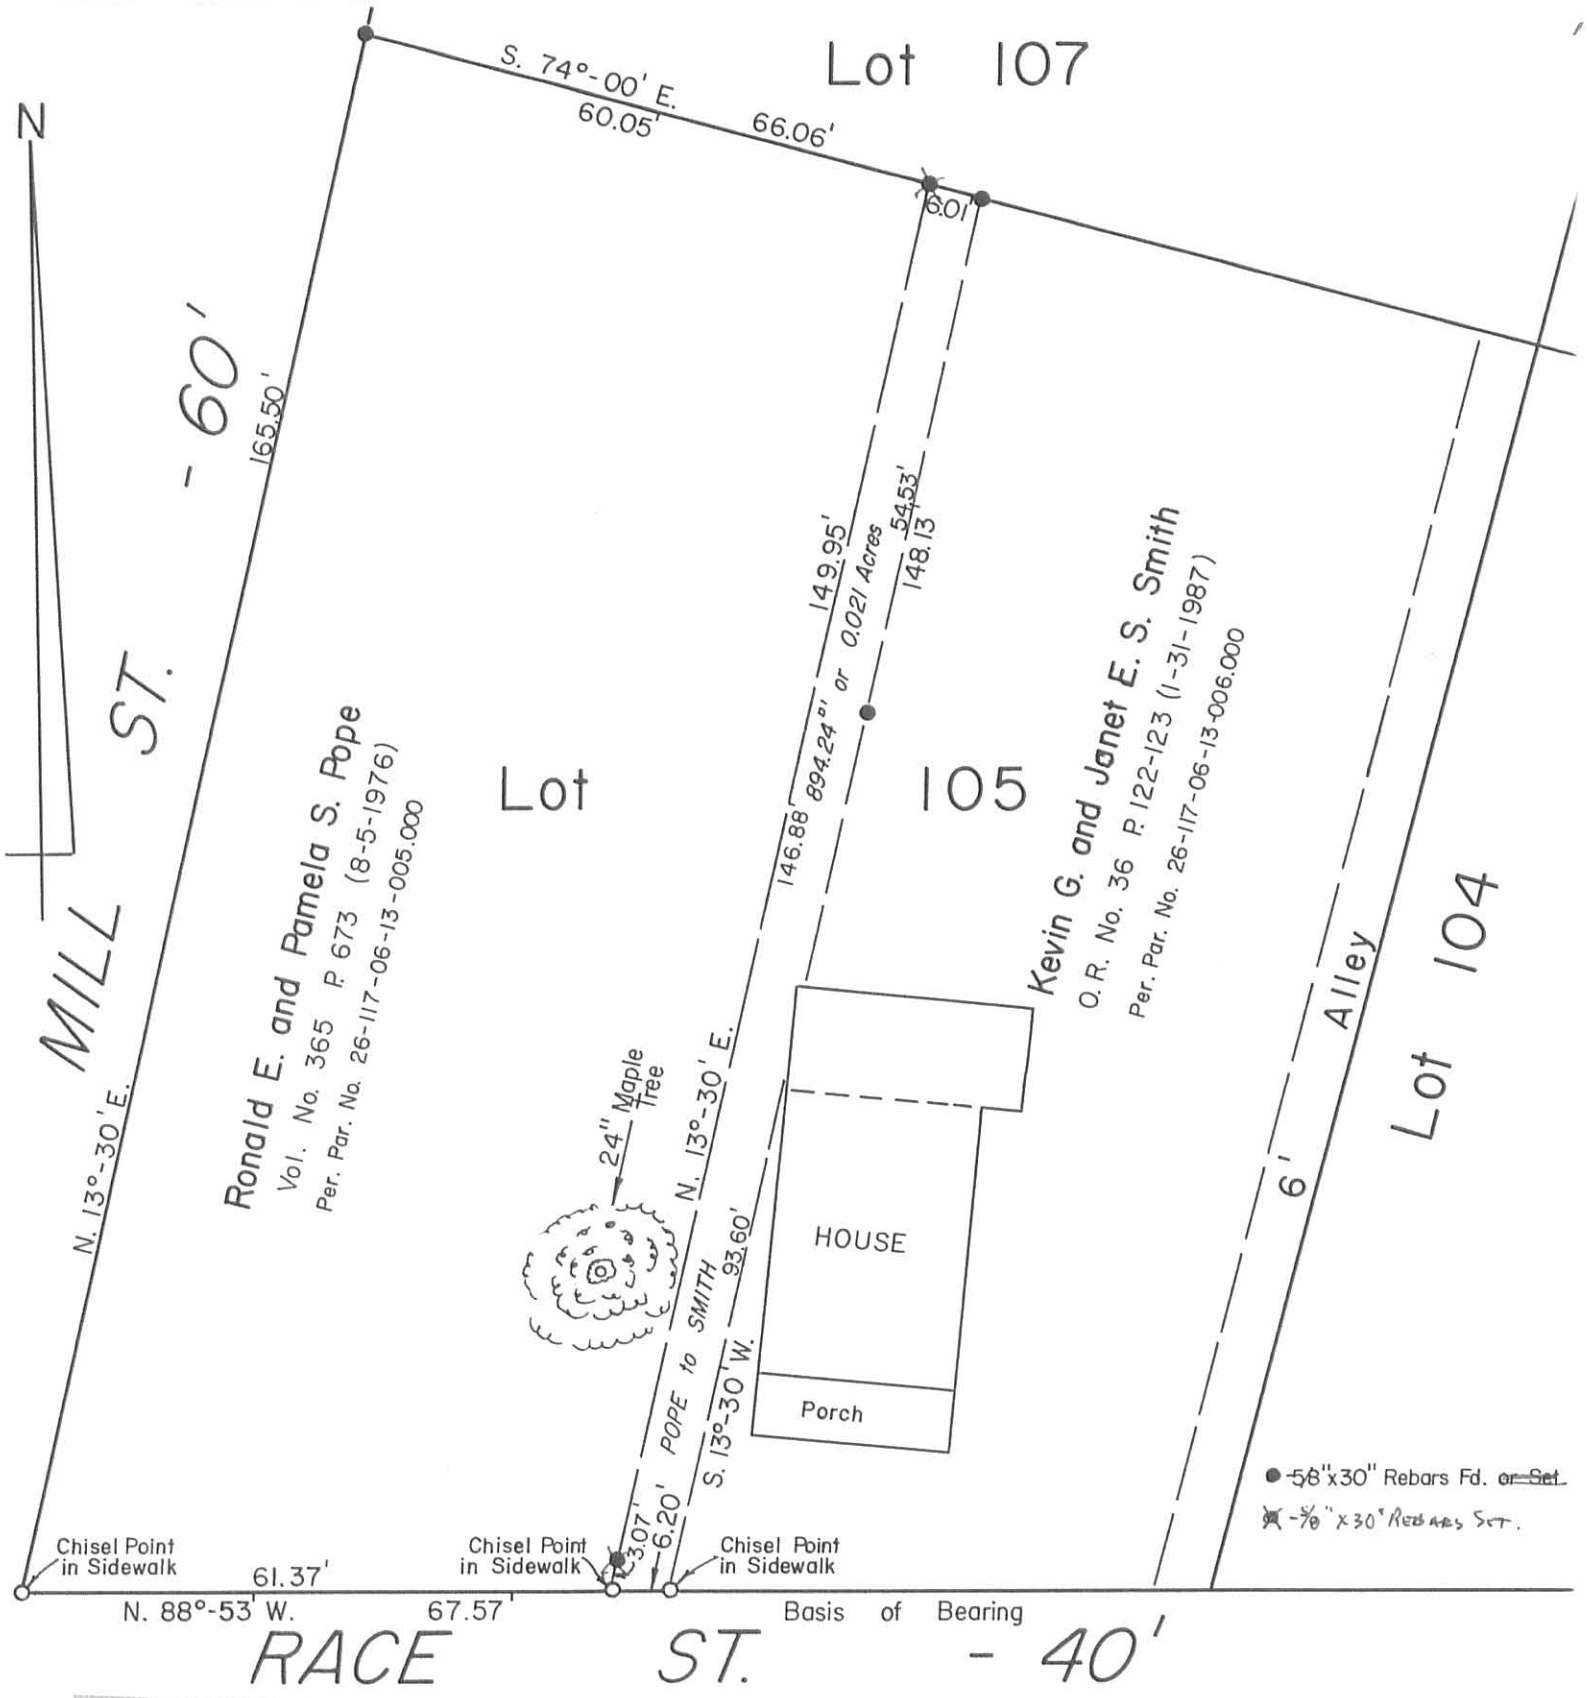 Lot 107
S. 74°-00' E.
60.05'
66.06'
N
6.01'
MILL ST. - 60'
165.50'
N. 13°-30' E.
149.95'
146.88'
894.24□' or 0.021 Acres
54.53'
148.13'
Ronald E. and Pamela S. Pope
Vol. No. 365 P. 673 (8-5-1976)
Per. Par. No. 26-117-06-13-005.000
Lot 105
Kevin G. and Janet E. S. Smith
O.R. No. 36 P. 122-123 (1-31-1987)
Per. Par. No. 26-117-06-13-006.000
6' Alley
Lot 104
24" Maple
Tree
N. 13°-30' E.
POPE to SMITH
93.60'
S. 13°-30' W.
HOUSE
Porch
3.07'
6.20'
-5/8"x30" Rebars Fd. or Set
-5/8"x30" REBARS SET.
Chisel Point
in Sidewalk
Chisel Point
in Sidewalk
Chisel Point
in Sidewalk
61.37'
N. 88°-53' W.
67.57'
Basis of Bearing
RACE ST. - 40'